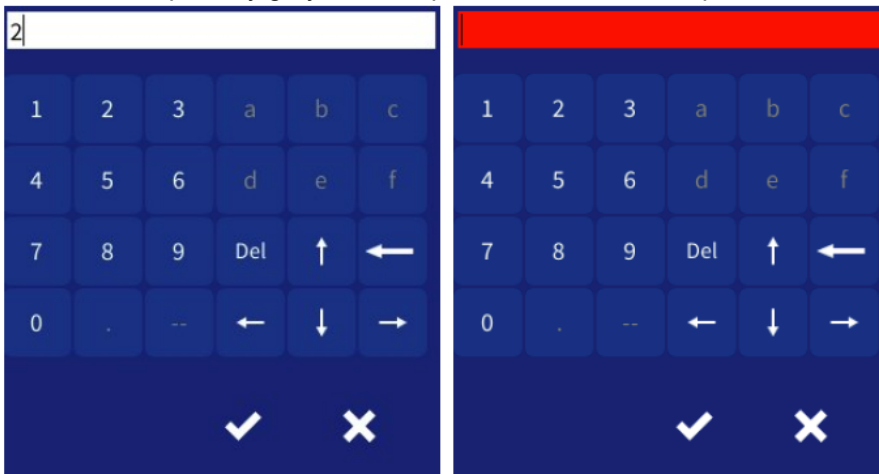 2
1 2 3 a b c
4 5 6 d e f
7 8 9 Del ↑ ←
0 . -- ← ↓ →
1 2 3 a b c
4 5 6 d e f
7 8 9 Del ↑ ←
0 . -- ← ↓ →